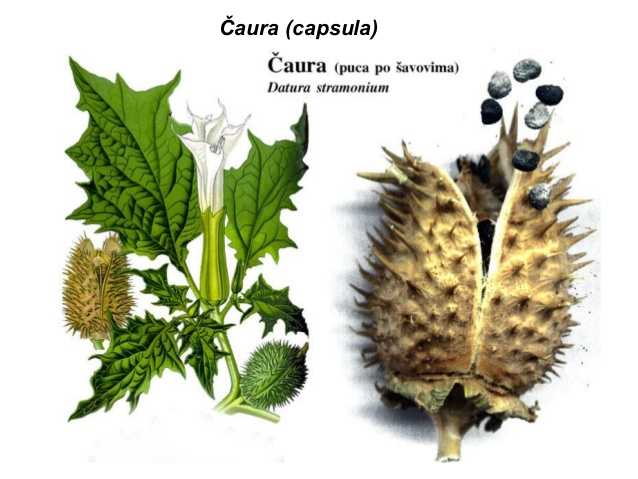 Čaura (capsula)
Čaura (puca po šavovima)
Datura stramonium